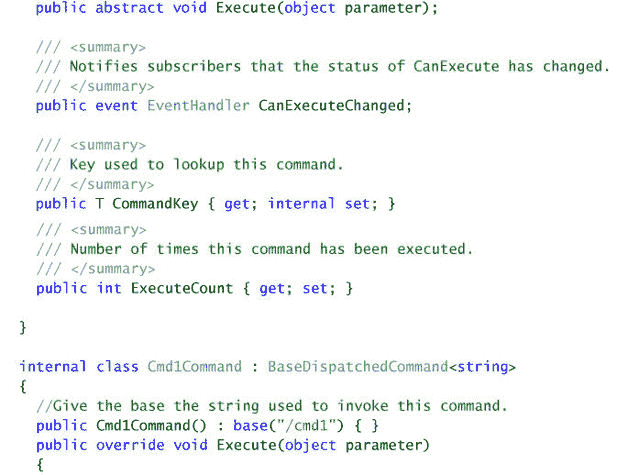 public abstract void Execute(object parameter);
/// <summary>
/// Notifies subscribers that the status of CanExecute has changed.
/// </summary>
public event EventHandler CanExecuteChanged;
/// <summary>
/// Key used to lookup this command.
/// </summary>
public T CommandKey { get; internal set; }
/// <summary>
/// Number of times this command has been executed.
/// </summary>
public int ExecuteCount { get; set; }
}
internal class Cmd1Command : BaseDispatchedCommand<string>
{
//Give the base the string used to invoke this command.
public Cmd1Command() : base("/cmd1") { }
public override void Execute(object parameter)
{